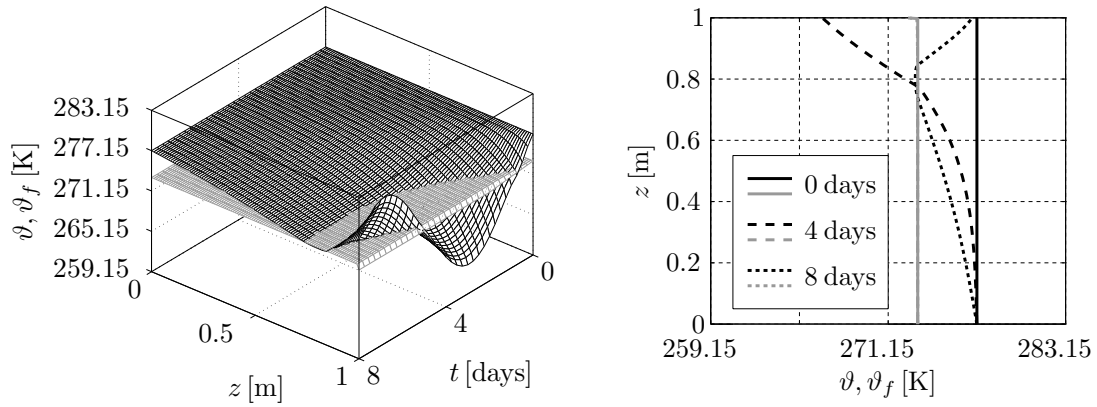 283.15
277.15
271.15
265.15
259.15
ϑ, ϑ_f [K]
0
0.5
1
z [m]
8
4
0
t [days]
1
0.8
0.6
0.4
0.2
0
z [m]
0 days
4 days
8 days
259.15 271.15 283.15
ϑ, ϑ_f [K]